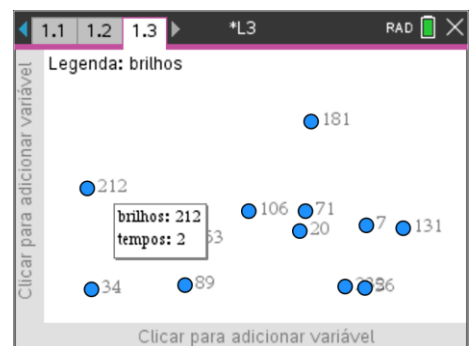 1.1 1.2 1.3 *L3 RAD
Legenda: brilhos
Clicar para adicionar variável
181
212
brilhos: 212
tempos: 2
53
106
71
20
7
131
34
89
36
Clicar para adicionar variável